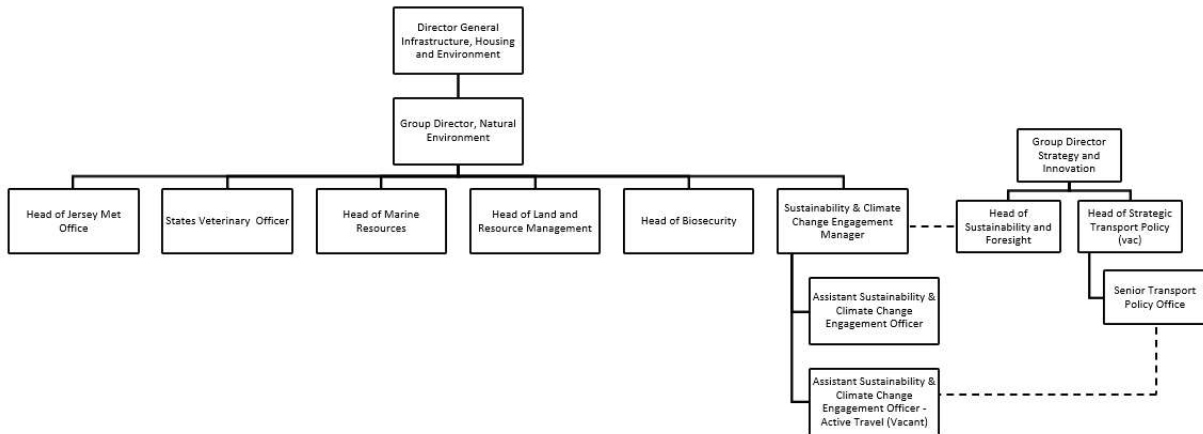 Director General
Infrastructure, Housing
and Environment
Group Director, Natural
Environment
Group Director
Strategy and
Innovation
Head of Jersey Met
Office
States Veterinary Officer
Head of Marine
Resources
Head of Land and
Resource Management
Head of Biosecurity
Sustainability & Climate
Change Engagement
Manager
Head of
Sustainability and
Foresight
Head of Strategic
Transport Policy
(vac)
Assistant Sustainability &
Climate Change
Engagement Officer
Senior Transport
Policy Office
Assistant Sustainability &
Climate Change
Engagement Officer -
Active Travel (Vacant)